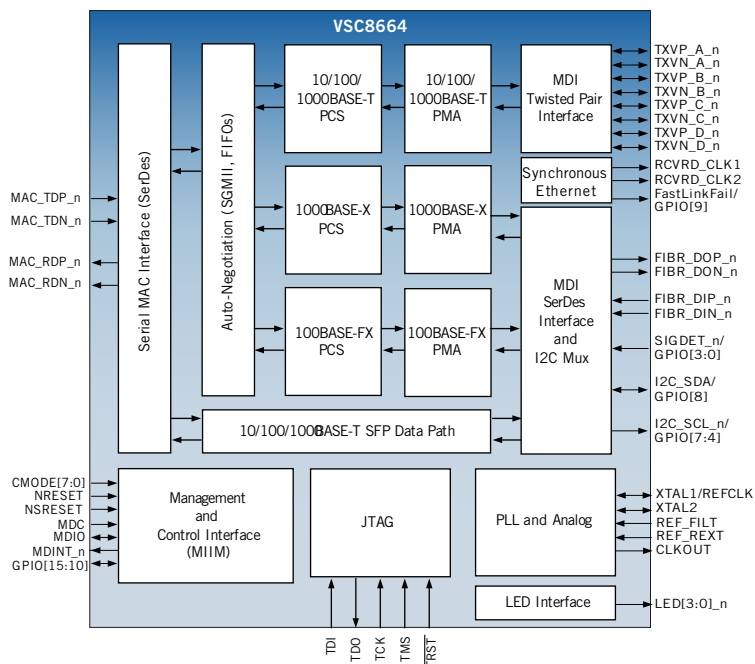 VSC8664
Serial MAC Interface (SerDes)
Auto-Negotiation (SGMII, FIFOs)
10/100/
1000BASE-T
PCS
10/100/
1000BASE-T
PMA
MDI
Twisted Pair
Interface
TXVP_A_n
TXVN_A_n
TXVP_B_n
TXVN_B_n
TXVP_C_n
TXVN_C_n
TXVP_D_n
TXVN_D_n
Synchronous
Ethernet
RCVRD_CLK1
RCVRD_CLK2
FastLinkFail/
GPIO[9]
MAC_TDP_n
MAC_TDN_n
MAC_RDP_n
MAC_RDN_n
1000BASE-X
PCS
1000BASE-X
PMA
MDI
SerDes
Interface
and
I2C Mux
FIBR_DOP_n
FIBR_DON_n
FIBR_DIP_n
FIBR_DIN_n
SIGDET_n/
GPIO[3:0]
I2C_SDA/
GPIO[8]
I2C_SCL_n/
GPIO[7:4]
100BASE-FX
PCS
100BASE-FX
PMA
10/100/1000BASE-T SFP Data Path
CMODE[7:0]
NRESET
NSRESET
MDC
MDIO
MDINT_n
GPIO[15:10]
Management
and
Control Interface
(MIIM)
JTAG
PLL and Analog
XTAL1/REFCLK
XTAL2
REF_FILT
REF_REXT
CLKOUT
LED Interface
LED[3:0]_n
TDI
TDO
TCK
TMS
TRST